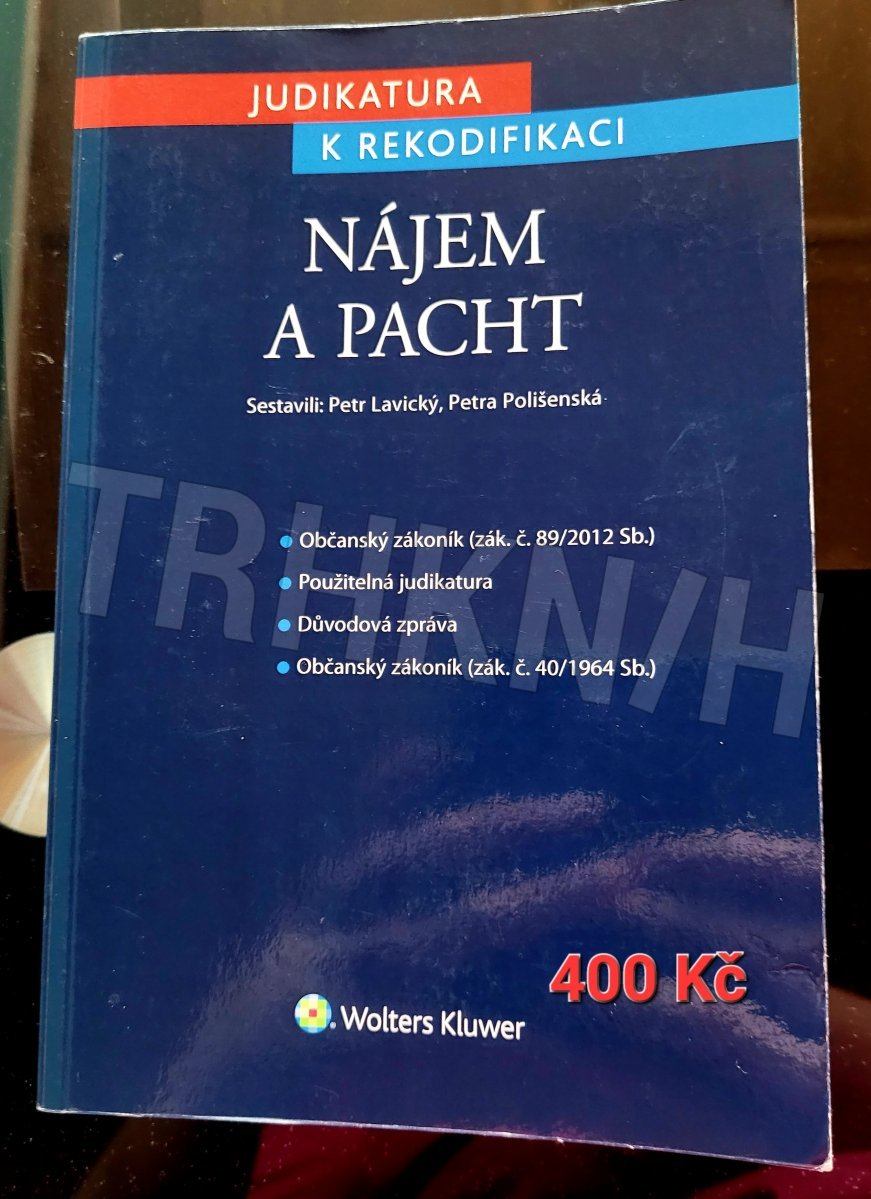 JUDIKATURA
K REKODIFIKACI
NÁJEM
A PACHT
Sestavili: Petr Lavický, Petra Polišenská
TRHKN/H
• Občanský zákoník (zák. č. 89/2012 Sb.)
• Použitelná judikatura
• Důvodová zpráva
• Občanský zákoník (zák. č. 40/1964 Sb.)
400 Kč
Wolters Kluwer